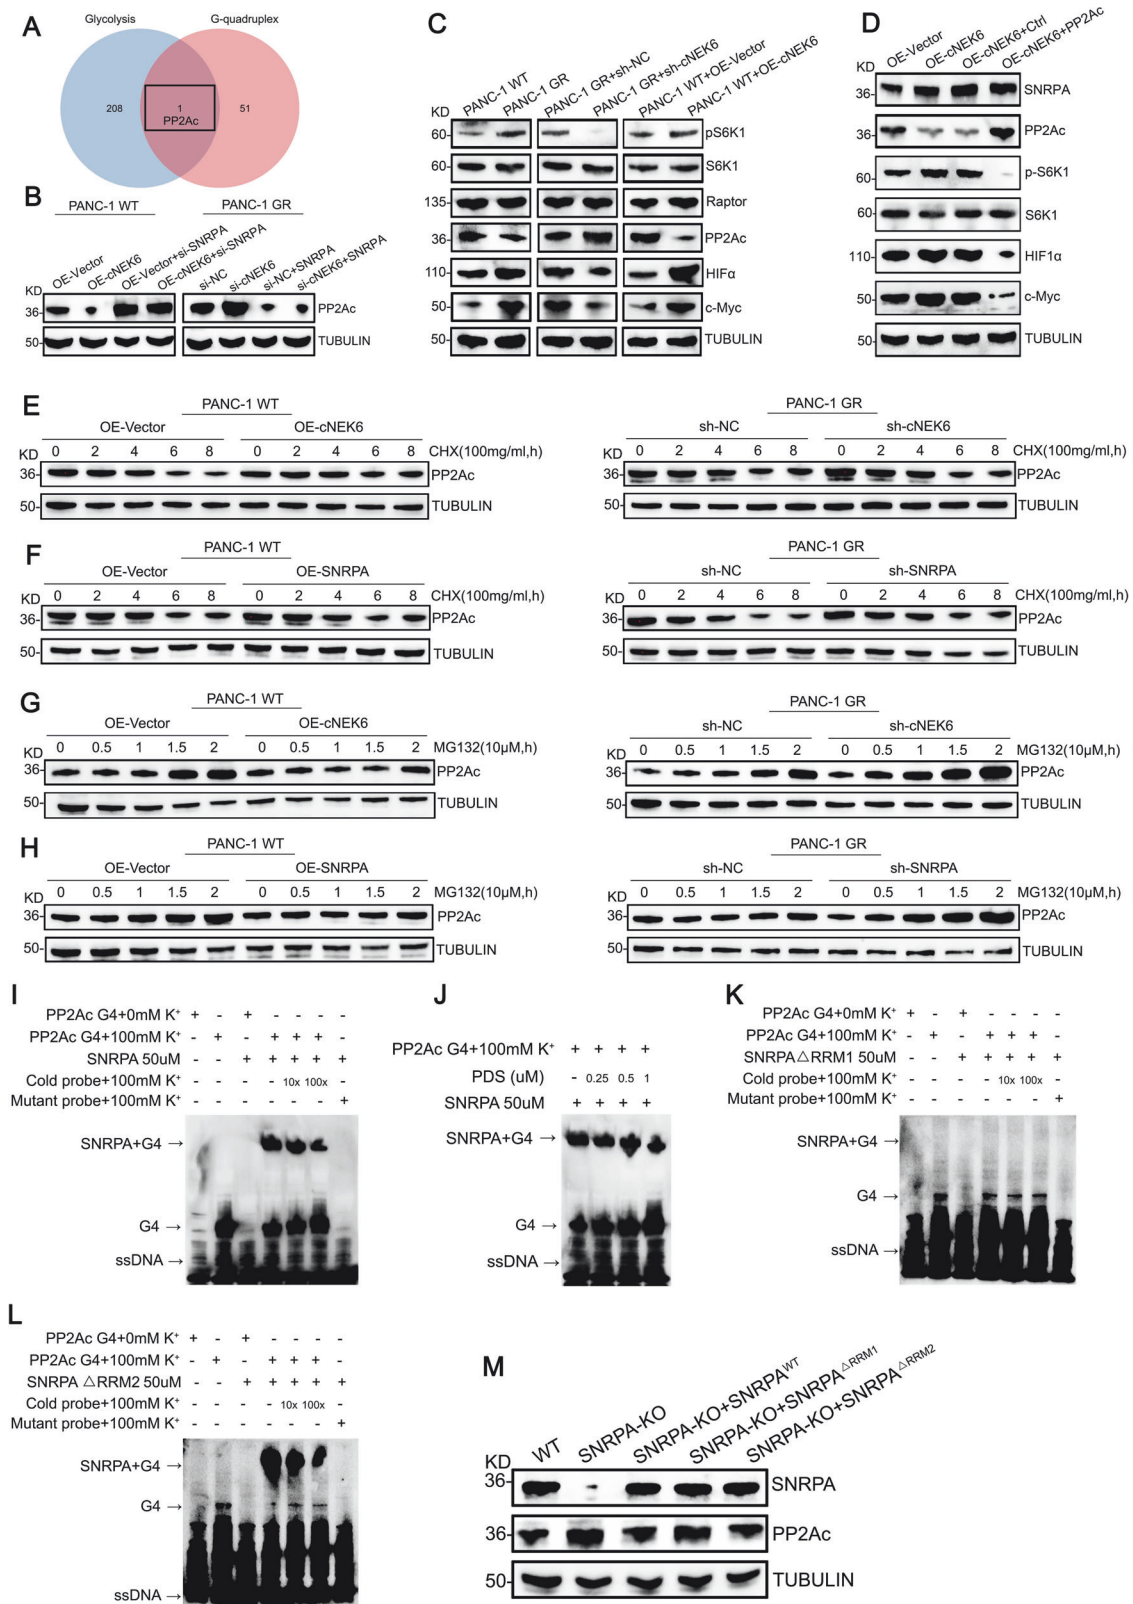 A
Glycolysis
G-quadruplex
208
1
PP2Ac
51
B
PANC-1 WT
PANC-1 GR
OE-Vector
OE-cNEK6
OE-Vector+si-SNRPA
OE-cNEK6+si-SNRPA
si-NC
si-cNEK6
si-NC+SNRPA
si-cNEK6+SNRPA
KD
36-
PP2Ac
50-
TUBULIN
C
PANC-1 WT
PANC-1 GR
PANC-1 GR+sh-NC
PANC-1 GR+sh-cNEK6
PANC-1 WT+OE-Vector
PANC-1 WT+OE-cNEK6
KD
60-
pS6K1
60-
S6K1
135-
Raptor
36-
PP2Ac
110-
HIFα
50-
c-Myc
50-
TUBULIN
D
OE-Vector
OE-cNEK6
OE-cNEK6+Ctrl
OE-cNEK6+PP2Ac
KD
36-
SNRPA
36-
PP2Ac
60-
p-S6K1
60-
S6K1
110-
HIF1α
50-
c-Myc
50-
TUBULIN
E
PANC-1 WT
OE-Vector OE-cNEK6
KD 0 2 4 6 8 0 2 4 6 8 CHX(100mg/ml,h)
36- PP2Ac
50- TUBULIN
PANC-1 GR
sh-NC sh-cNEK6
KD 0 2 4 6 8 0 2 4 6 8 CHX(100mg/ml,h)
36- PP2Ac
50- TUBULIN
F
PANC-1 WT
OE-Vector OE-SNRPA
KD 0 2 4 6 8 0 2 4 6 8 CHX(100mg/ml,h)
36- PP2Ac
50- TUBULIN
PANC-1 GR
sh-NC sh-SNRPA
KD 0 2 4 6 8 0 2 4 6 8 CHX(100mg/ml,h)
36- PP2Ac
50- TUBULIN
G
PANC-1 WT
OE-Vector OE-cNEK6
KD 0 0.5 1 1.5 2 0 0.5 1 1.5 2 MG132(10μM,h)
36- PP2Ac
50- TUBULIN
PANC-1 GR
sh-NC sh-cNEK6
KD 0 0.5 1 1.5 2 0 0.5 1 1.5 2 MG132(10μM,h)
36- PP2Ac
50- TUBULIN
H
PANC-1 WT
OE-Vector OE-SNRPA
KD 0 0.5 1 1.5 2 0 0.5 1 1.5 2 MG132(10μM,h)
36- PP2Ac
50- TUBULIN
PANC-1 GR
sh-NC sh-SNRPA
KD 0 0.5 1 1.5 2 0 0.5 1 1.5 2 MG132(10μM,h)
36- PP2Ac
50- TUBULIN
I
PP2Ac G4+0mM K⁺ + - + - - - -
PP2Ac G4+100mM K⁺ - + - + + + -
SNRPA 50uM - - + + + + +
Cold probe+100mM K⁺ - - - - 10x 100x -
Mutant probe+100mM K⁺ - - - - - - +
SNRPA+G4 →
G4 →
ssDNA →
J
PP2Ac G4+100mM K⁺ + + + +
PDS (uM) - 0.25 0.5 1
SNRPA 50uM + + + +
SNRPA+G4 →
G4 →
ssDNA →
K
PP2Ac G4+0mM K⁺ + - + - - - -
PP2Ac G4+100mM K⁺ - + - + + + -
SNRPA△RRM1 50uM - - + + + + +
Cold probe+100mM K⁺ - - - - 10x 100x -
Mutant probe+100mM K⁺ - - - - - - +
SNRPA+G4 →
G4 →
ssDNA →
L
PP2Ac G4+0mM K⁺ + - + - - - -
PP2Ac G4+100mM K⁺ - + - + + + -
SNRPA △RRM2 50uM - - + + + + +
Cold probe+100mM K⁺ - - - - 10x 100x -
Mutant probe+100mM K⁺ - - - - - - +
SNRPA+G4 →
G4 →
ssDNA →
M
WT
SNRPA-KO
SNRPA-KO+SNRPA^WT
SNRPA-KO+SNRPA^△RRM1
SNRPA-KO+SNRPA^△RRM2
KD
36-
SNRPA
36-
PP2Ac
50-
TUBULIN